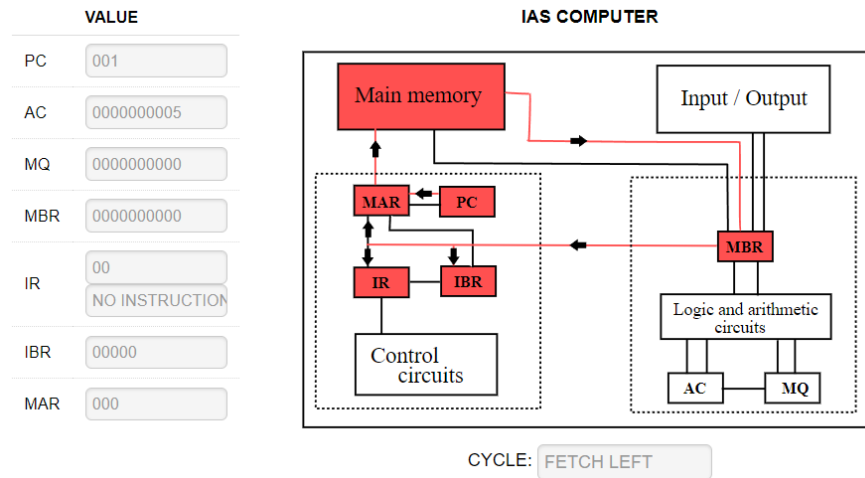 VALUE
PC 001
AC 0000000005
MQ 0000000000
MBR 0000000000
IR 00
NO INSTRUCTION
IBR 00000
MAR 000
IAS COMPUTER
Main memory
Input / Output
MAR
PC
MBR
IR
IBR
Logic and arithmetic
circuits
Control
circuits
AC
MQ
CYCLE: FETCH LEFT